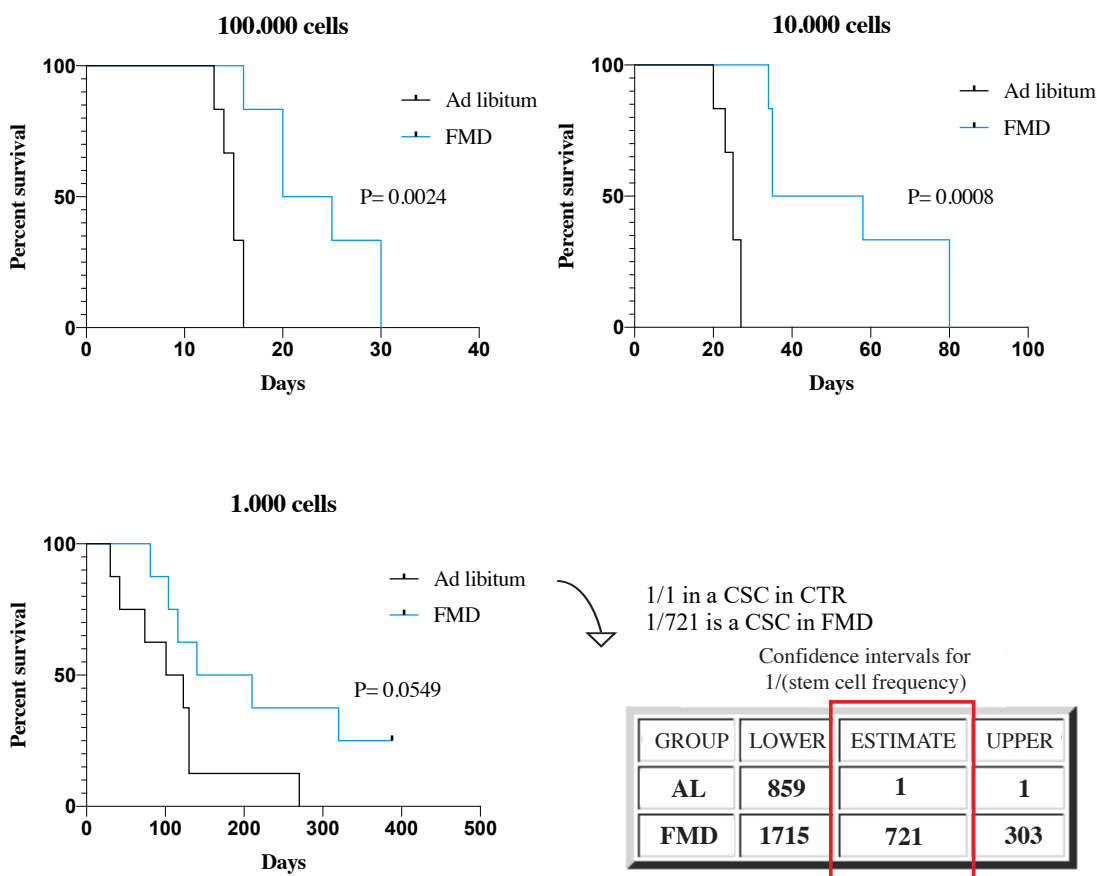 100.000 cells
100
50
0
Percent survival
0 10 20 30 40
Days
Ad libitum
FMD
P= 0.0024
10.000 cells
100
50
0
Percent survival
0 20 40 60 80 100
Days
Ad libitum
FMD
P= 0.0008
1.000 cells
100
50
0
Percent survival
0 100 200 300 400 500
Days
Ad libitum
FMD
P= 0.0549
1/1 in a CSC in CTR
1/721 is a CSC in FMD
Confidence intervals for
1/(stem cell frequency)
GROUP LOWER ESTIMATE UPPER
AL 859 1 1
FMD 1715 721 303